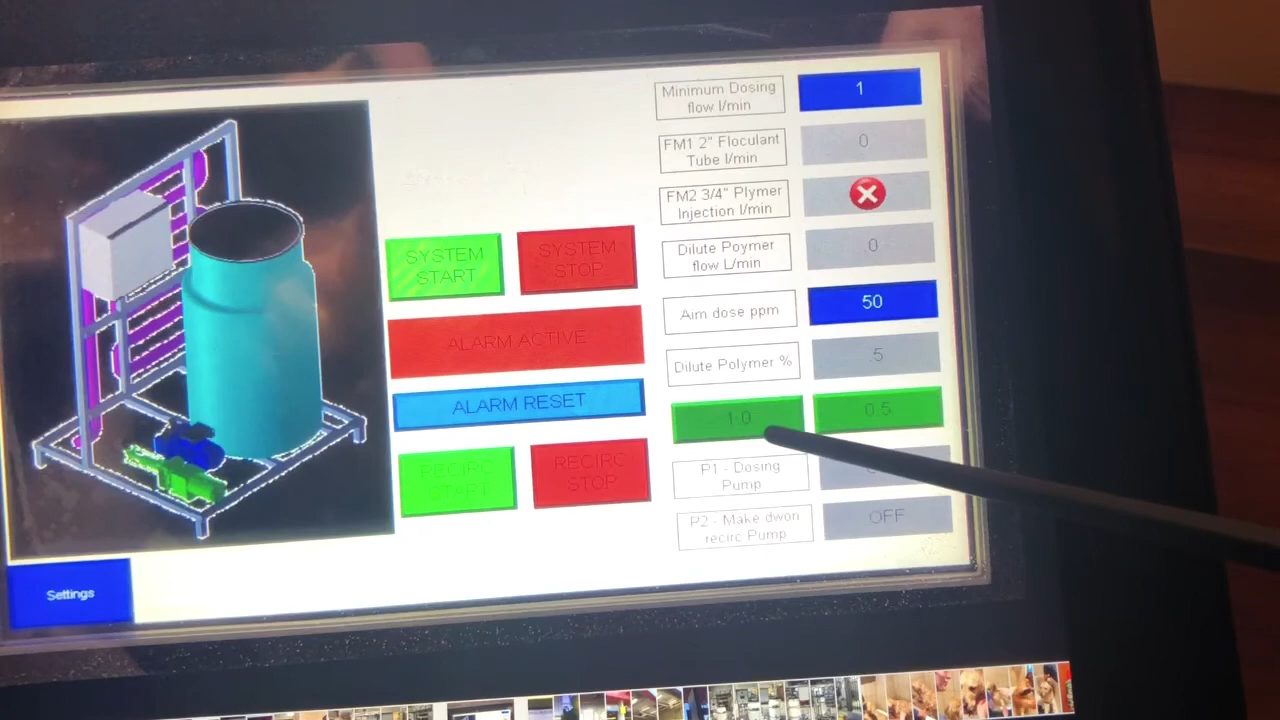 Minimum Dosing
flow l/min
1
FM1 2" Floculant
Tube l/min
0
FM2 3/4" Plymer
Injection l/min
Dilute Poymer
flow L/min
.0
Aim dose ppm
50
Dilute Polymer %
.5
1.0
0.5
P1 - Dosing
Pump
P2 - Make dwon
recirc Pump
OFF
SYSTEM
START
SYSTEM
STOP
ALARM ACTIVE
ALARM RESET
RECIRC
START
RECIRC
STOP
Settings